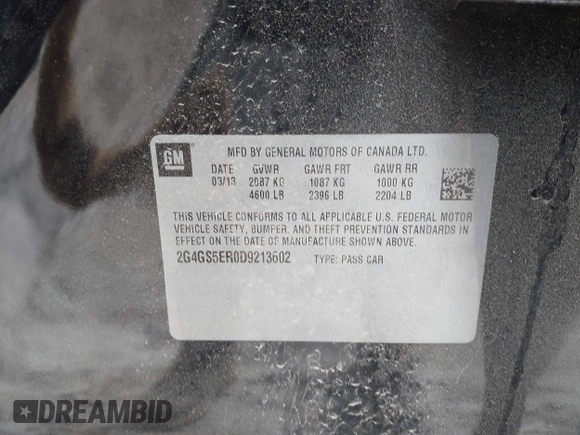 GM
MFD BY GENERAL MOTORS OF CANADA LTD.
DATE GVWR GAWR FRT GAWR RR
03/13 2087 KG 1087 KG 1000 KG
4600 LB 2396 LB 2204 LB
THIS VEHICLE CONFORMS TO ALL APPLICABLE U.S. FEDERAL MOTOR
VEHICLE SAFETY, BUMPER, AND THEFT PREVENTION STANDARDS IN
EFFECT ON THE DATE OF MANUFACTURE SHOWN ABOVE.
2G4GS5ER0D9213602 TYPE: PASS CAR
DREAMBID